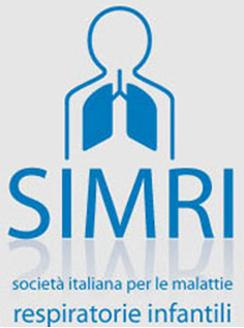 SIMRI
società italiana per le malattie
respiratorie infantili